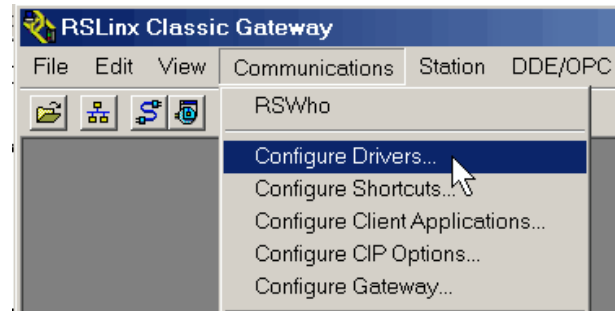 RSLinx Classic Gateway
File Edit View Communications Station DDE/OPC
RSWho
Configure Drivers...
Configure Shortcuts...
Configure Client Applications...
Configure CIP Options...
Configure Gateway...